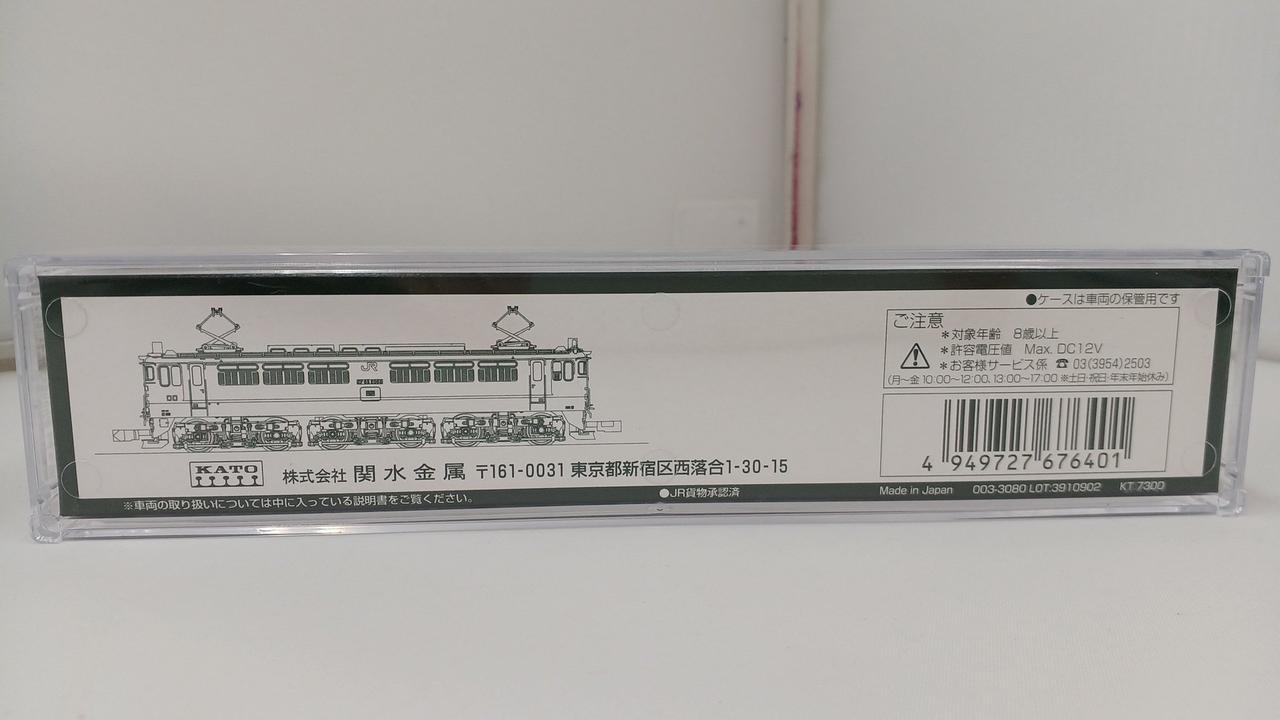 ●ケースは車両の保管用です
ご注意
＊対象年齢 8歳以上
＊許容電圧値 Max. DC12V
＊お客様サービス係 ☎ 03(3954)2503
(月～金 10:00～12:00、13:00～17:00 ※土日・祝日・年末年始休み)
JR
4 949727 676401
KATO
株式会社 関水金属 〒161-0031 東京都新宿区西落合1-30-15
※車両の取り扱いについては中に入っている説明書をご覧ください。
●JR貨物承認済
Made in Japan 003-3080 LOT:3910902 KT 7300